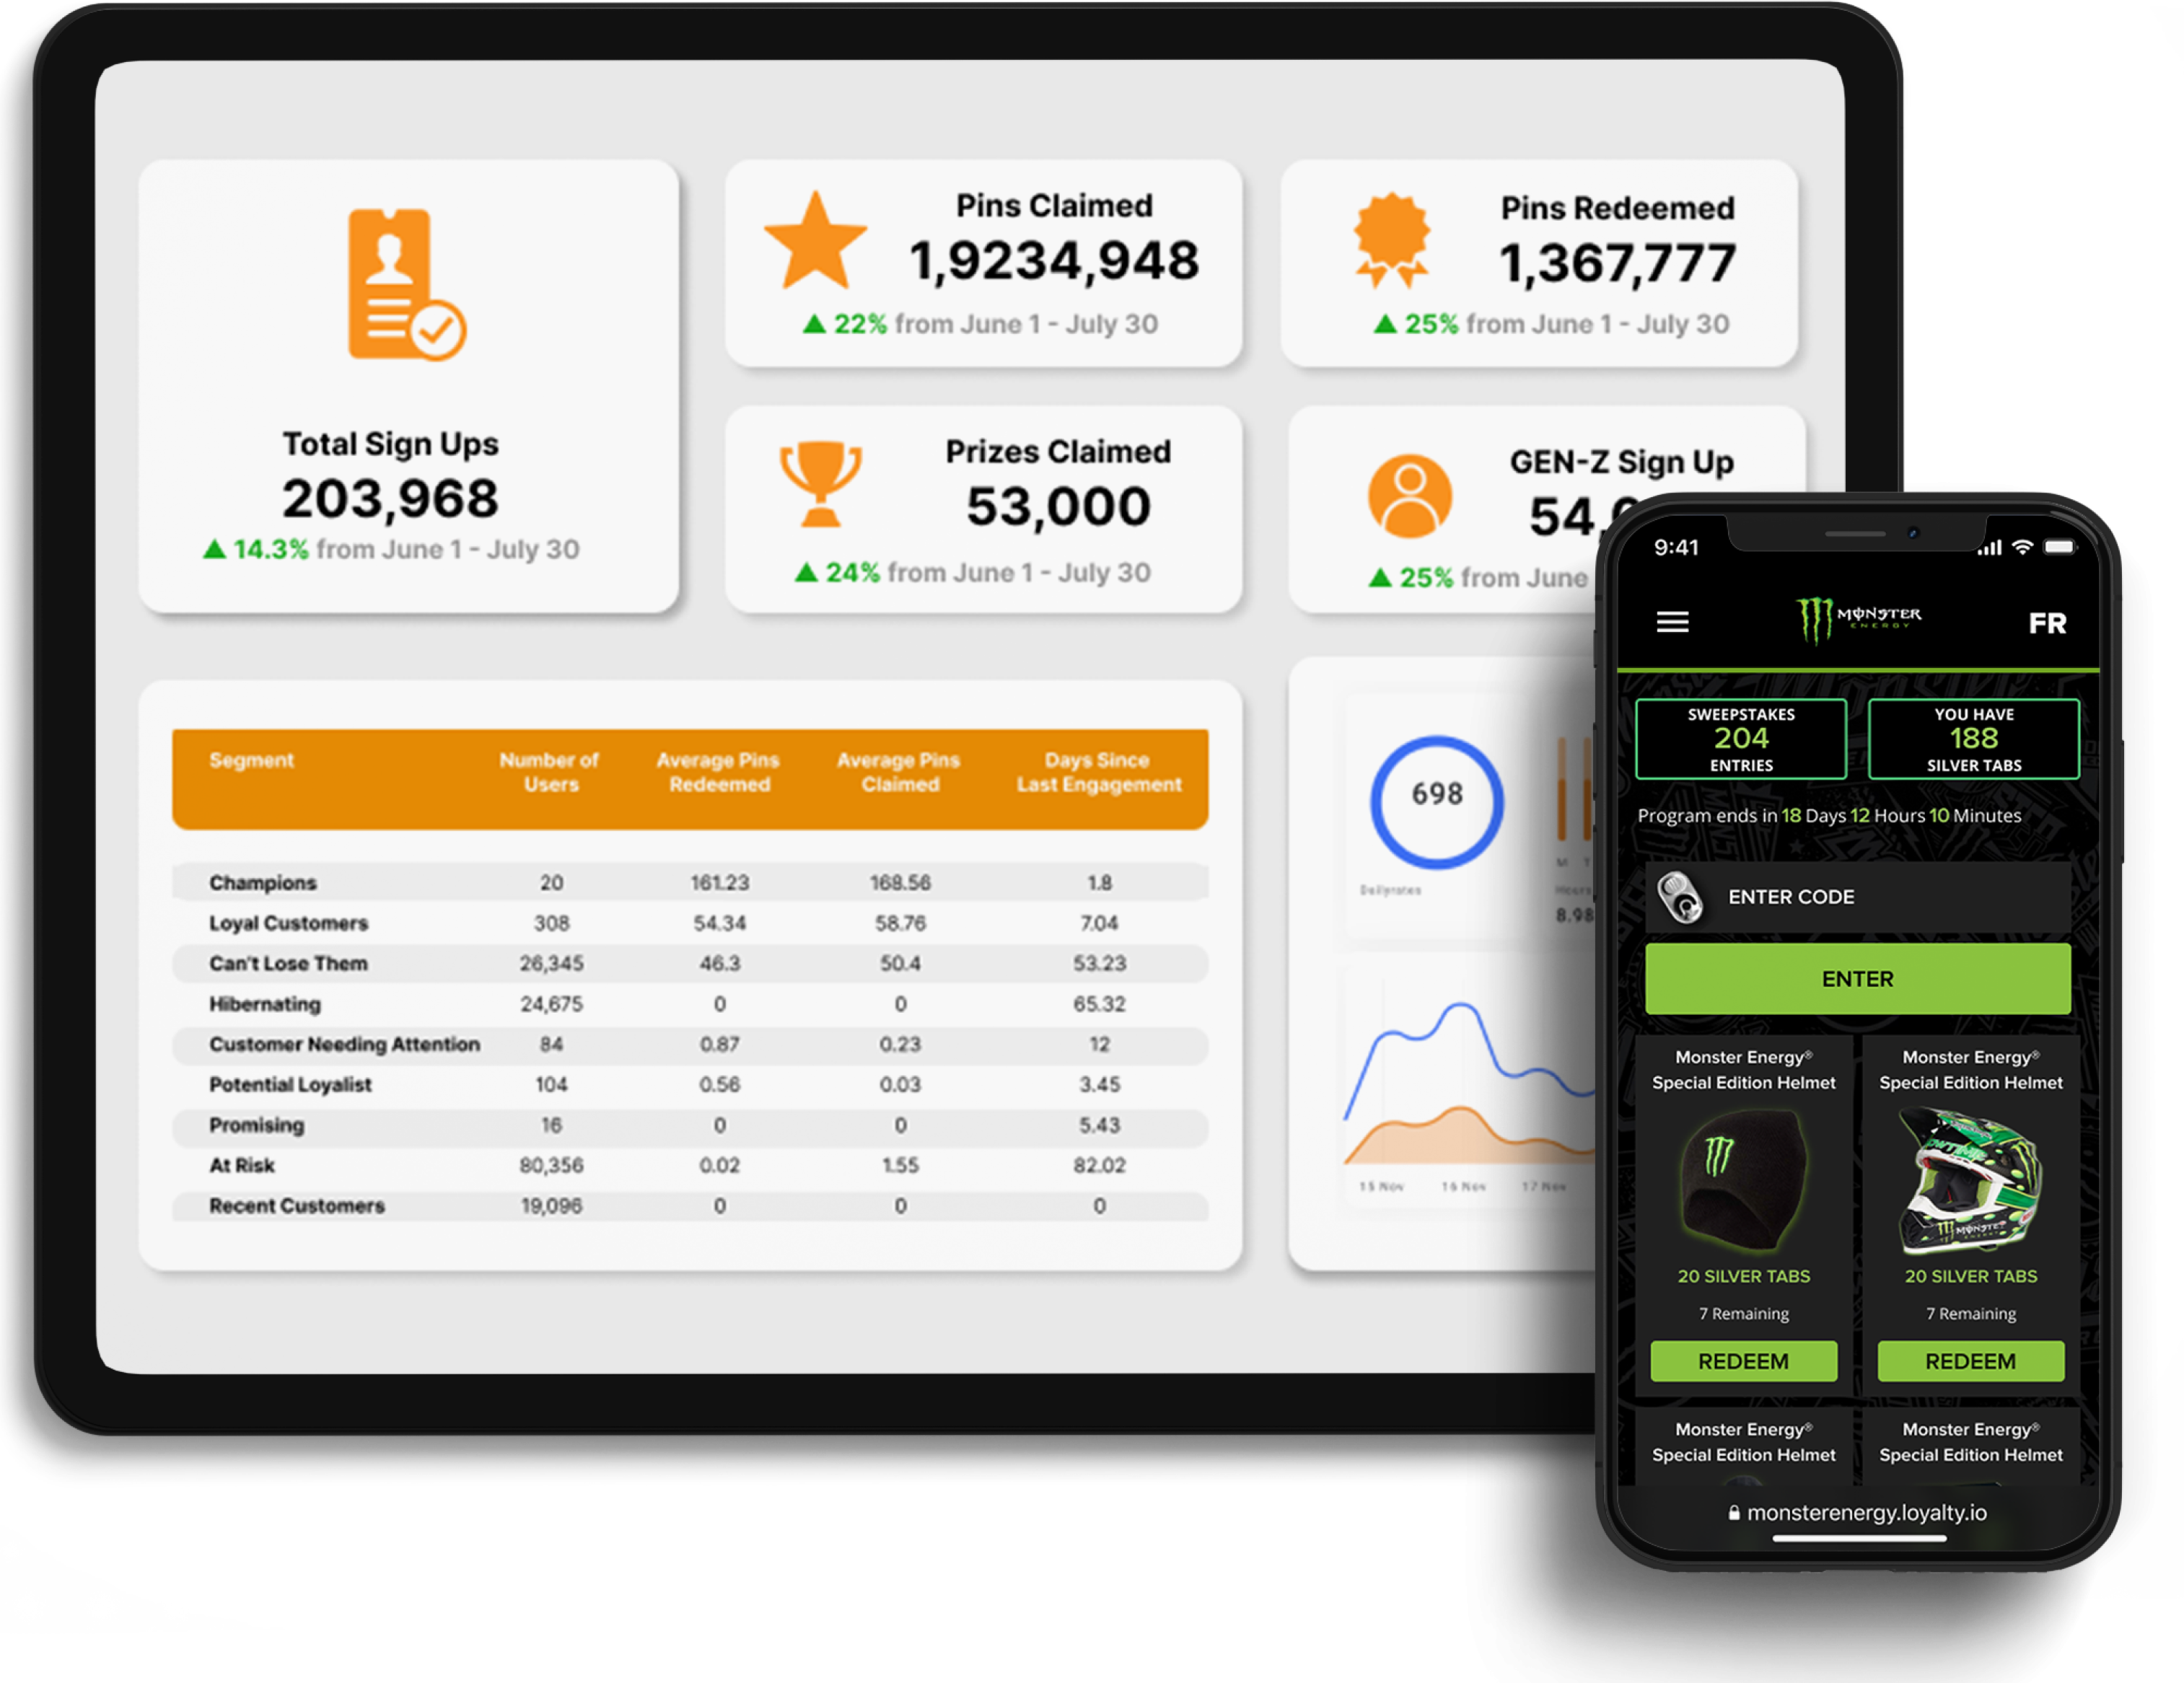 Total Sign Ups
203,968
▲ 14.3% from June 1 - July 30
Pins Claimed
1,9234,948
▲ 22% from June 1 - July 30
Pins Redeemed
1,367,777
▲ 25% from June 1 - July 30
Prizes Claimed
53,000
▲ 24% from June 1 - July 30
GEN-Z Sign Up
54,
▲ 25% from June
Segment Number of Users Average Pins Redeemed Average Pins Claimed Days Since Last Engagement
Champions 20 161.23 168.56 1.8
Loyal Customers 308 54.34 58.76 7.04
Can't Lose Them 26,345 46.3 50.4 53.23
Hibernating 24,675 0 0 65.32
Customer Needing Attention 84 0.87 0.23 12
Potential Loyalist 104 0.56 0.03 3.45
Promising 16 0 0 5.43
At Risk 80,356 0.02 1.55 82.02
Recent Customers 19,096 0 0 0
698
Dailyrates
M T
Hours
8.98
15 Nov 16 Nov 17 Nov
9:41
MONSTER
ENERGY
FR
SWEEPSTAKES
204
ENTRIES
YOU HAVE
188
SILVER TABS
Program ends in 18 Days 12 Hours 10 Minutes
ENTER CODE
ENTER
Monster Energy®
Special Edition Helmet
20 SILVER TABS
7 Remaining
REDEEM
Monster Energy®
Special Edition Helmet
MONSTER
ENERGY
20 SILVER TABS
7 Remaining
REDEEM
Monster Energy®
Special Edition Helmet
Monster Energy®
Special Edition Helmet
monsterenergy.loyalty.io